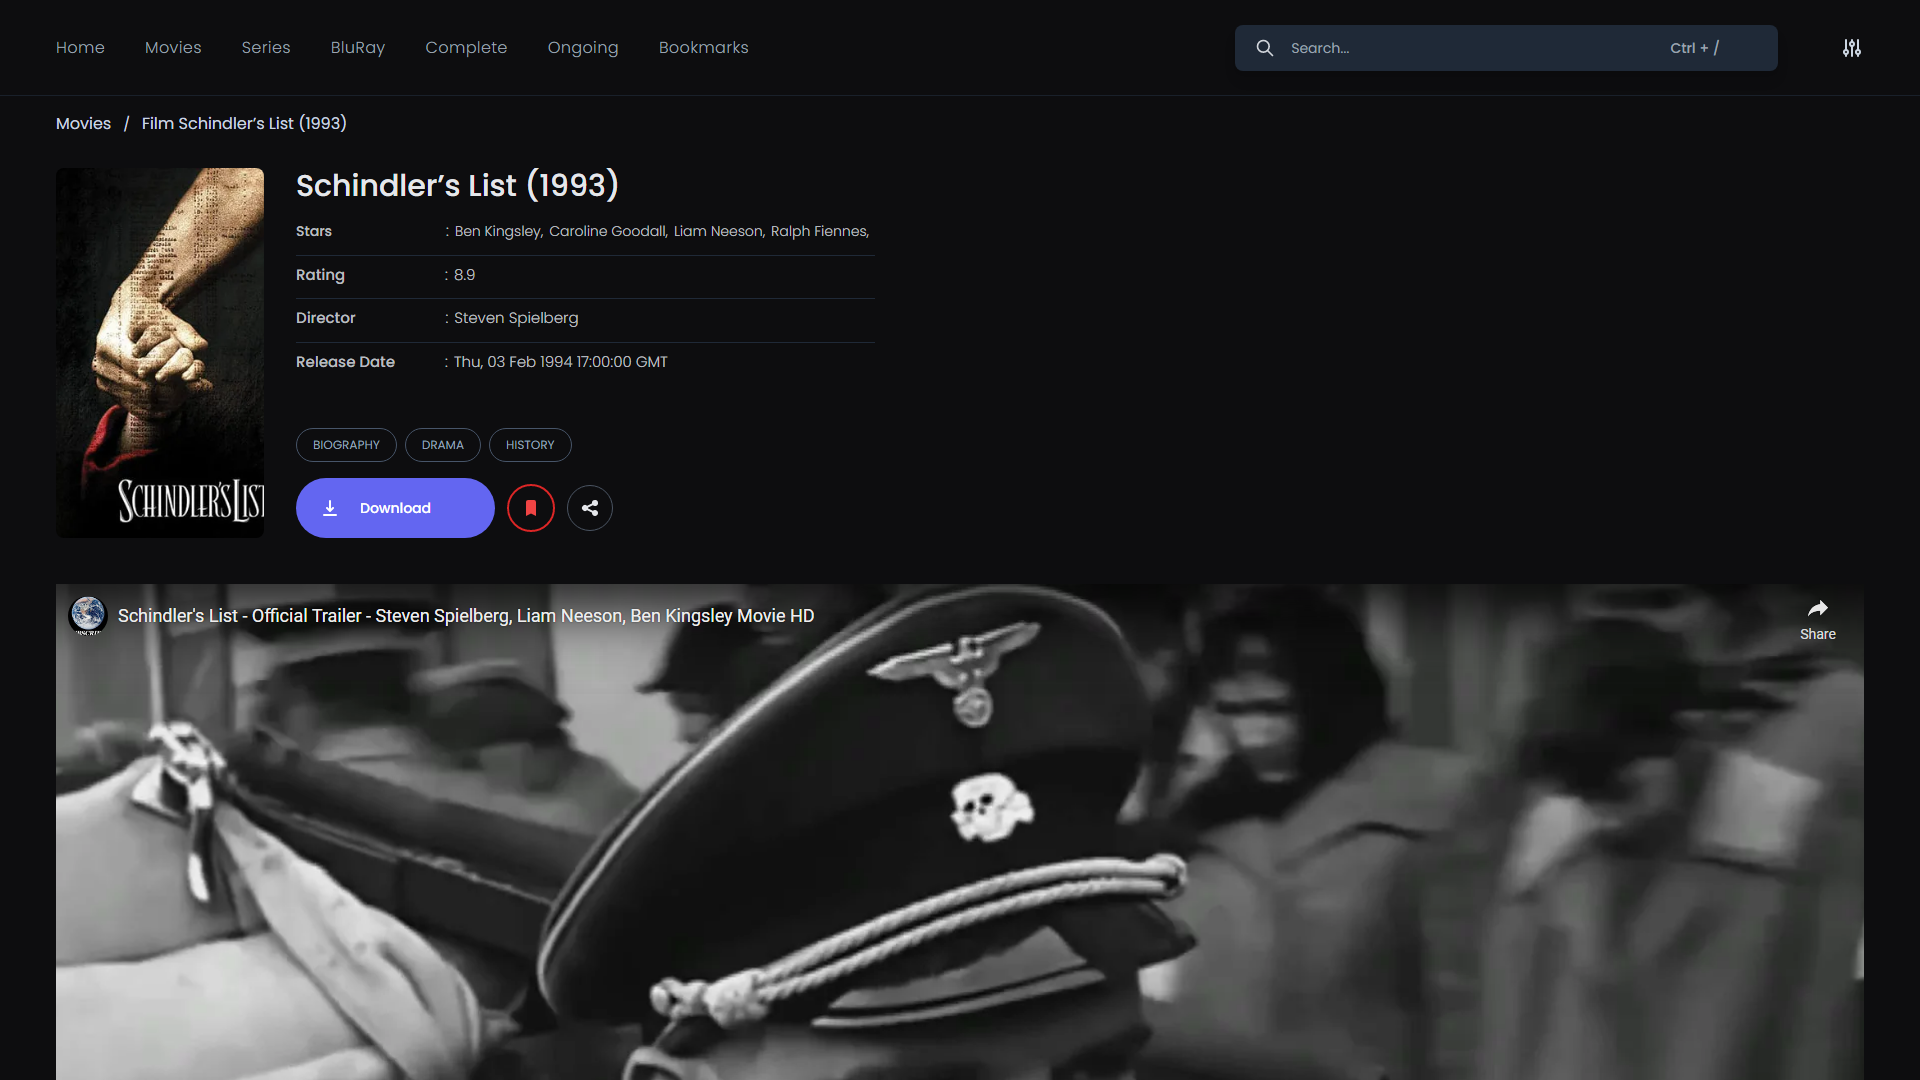 Home Movies Series BluRay Complete Ongoing Bookmarks Search... Ctrl + /
Movies / Film Schindler’s List (1993)
Schindler’s List (1993)
Stars : Ben Kingsley, Caroline Goodall, Liam Neeson, Ralph Fiennes,
Rating : 8.9
Director : Steven Spielberg
Release Date : Thu, 03 Feb 1994 17:00:00 GMT
BIOGRAPHY DRAMA HISTORY
SCHINDLER'S LIST
Download
Schindler's List - Official Trailer - Steven Spielberg, Liam Neeson, Ben Kingsley Movie HD
Share